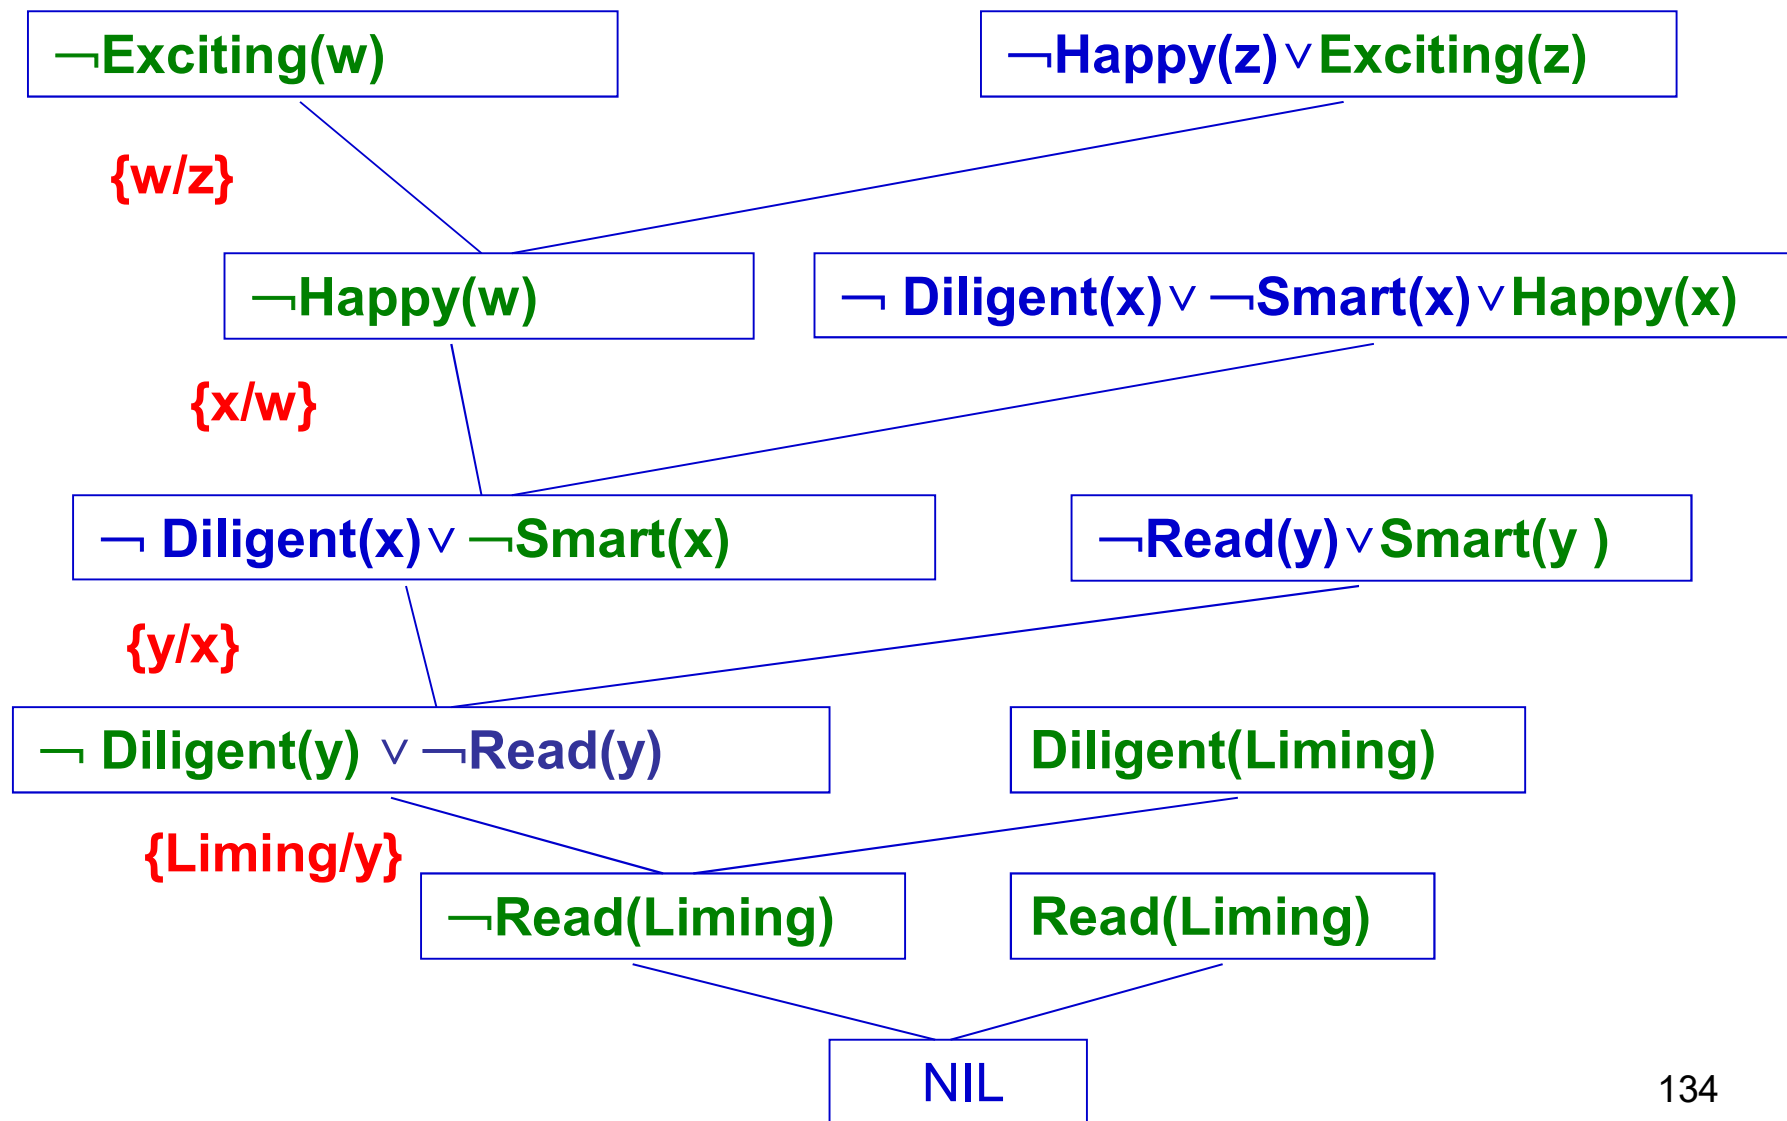 ¬Exciting(w)
¬Happy(z)∨Exciting(z)
{w/z}
¬Happy(w)
¬ Diligent(x)∨ ¬Smart(x)∨Happy(x)
{x/w}
¬ Diligent(x)∨ ¬Smart(x)
¬Read(y)∨Smart(y )
{y/x}
¬ Diligent(y) ∨ ¬Read(y)
Diligent(Liming)
{Liming/y}
¬Read(Liming)
Read(Liming)
NIL
134